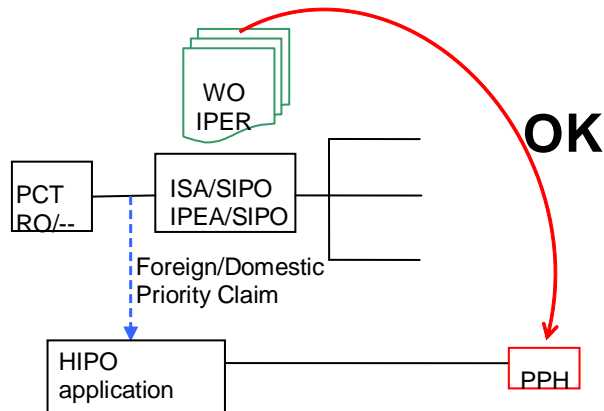 WO
IPER
OK
PCT
RO/--
ISA/SIPO
IPEA/SIPO
Foreign/Domestic
Priority Claim
HIPO
application
PPH